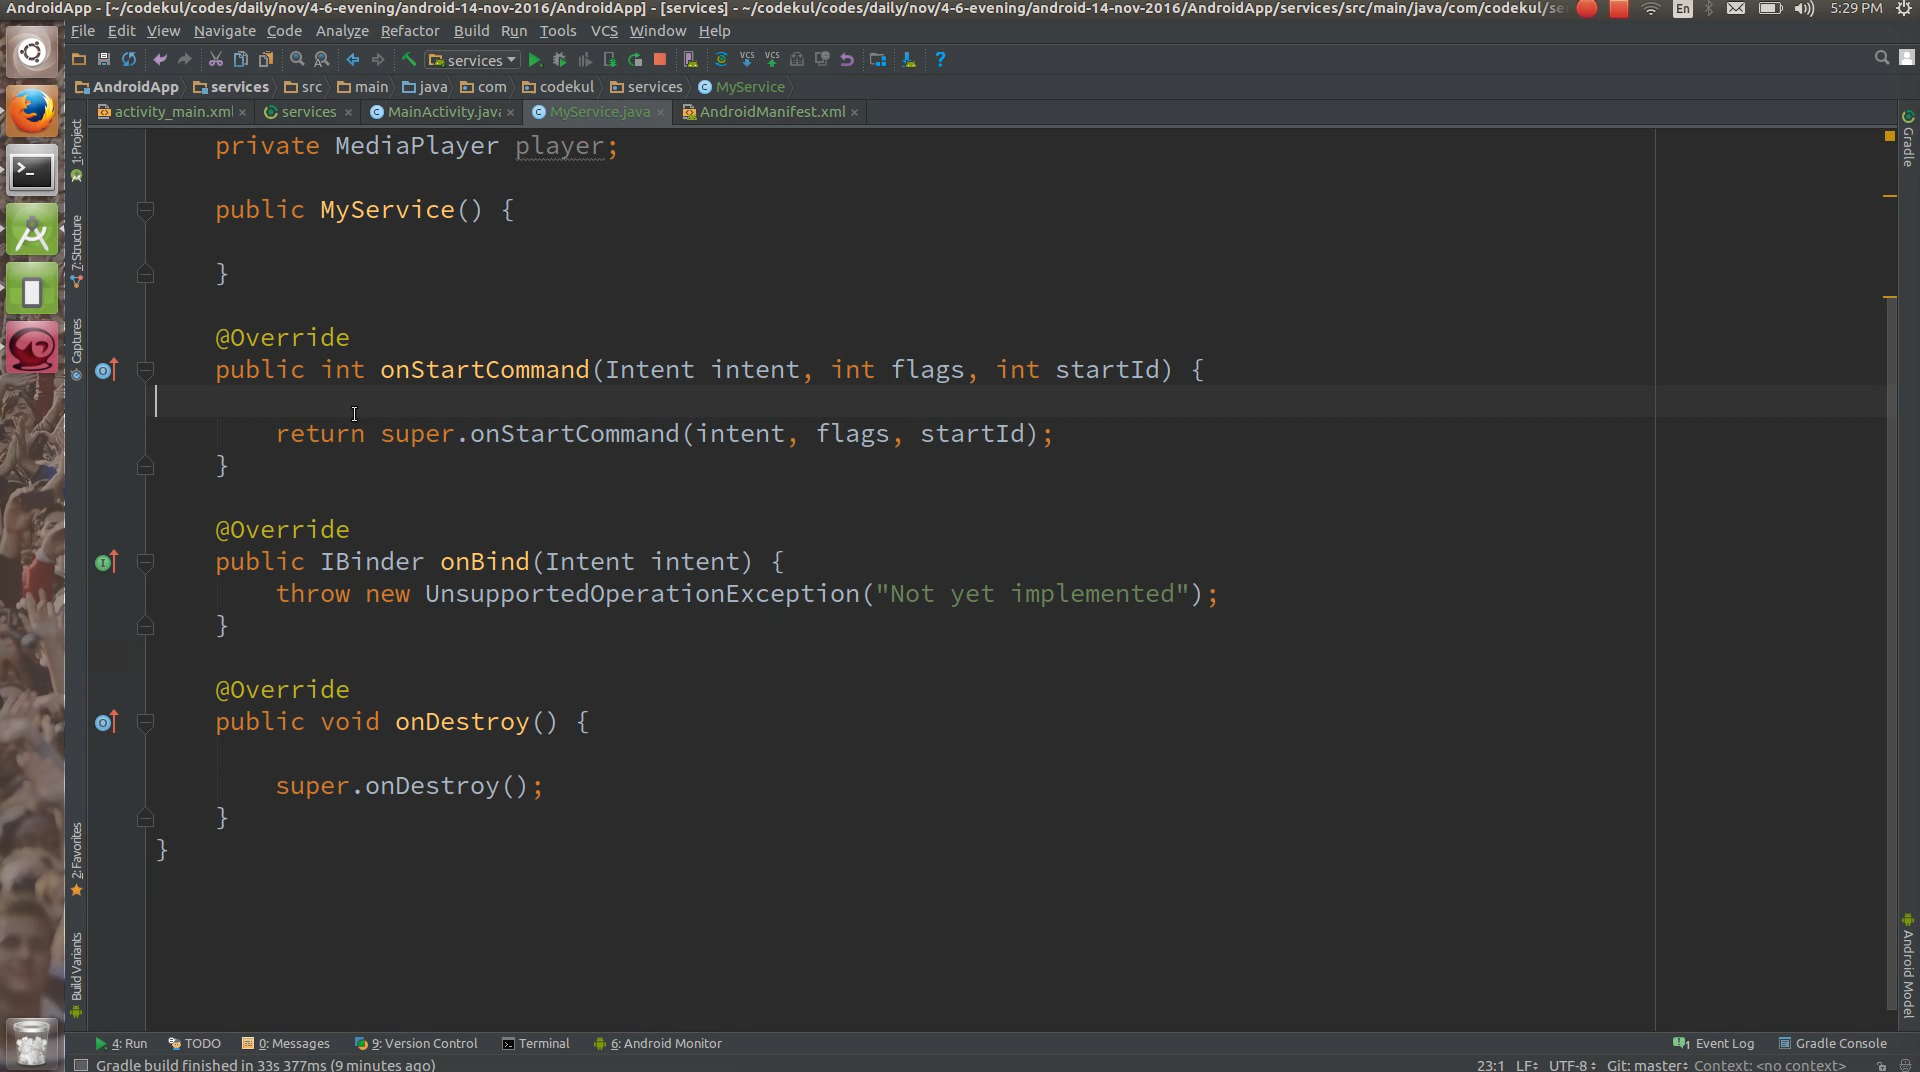 AndroidApp - [~/codekul/codes/daily/nov/4-6-evening/android-14-nov-2016/AndroidApp] - [services] - ~/codekul/codes/daily/nov/4-6-evening/android-14-nov-2016/AndroidApp/services/src/main/java/com/codekul/se En 5:29 PM
File Edit View Navigate Code Analyze Refactor Build Run Tools VCS Window Help
services VCS VCS ?
AndroidApp services src main java com codekul services MyService
activity_main.xml services MainActivity.java MyService.java AndroidManifest.xml
1: Project
7: Structure
Captures
2: Favorites
Build Variants
private MediaPlayer player;
public MyService() {
}
@Override
public int onStartCommand(Intent intent, int flags, int startId) {
return super.onStartCommand(intent, flags, startId);
}
@Override
public IBinder onBind(Intent intent) {
throw new UnsupportedOperationException("Not yet implemented");
}
@Override
public void onDestroy() {
super.onDestroy();
}
}
Gradle
Android Model
4: Run TODO 0: Messages 9: Version Control Terminal 6: Android Monitor Event Log Gradle Console
Gradle build finished in 33s 377ms (9 minutes ago) 23:1 LF UTF-8 Git: master Context: <no context>